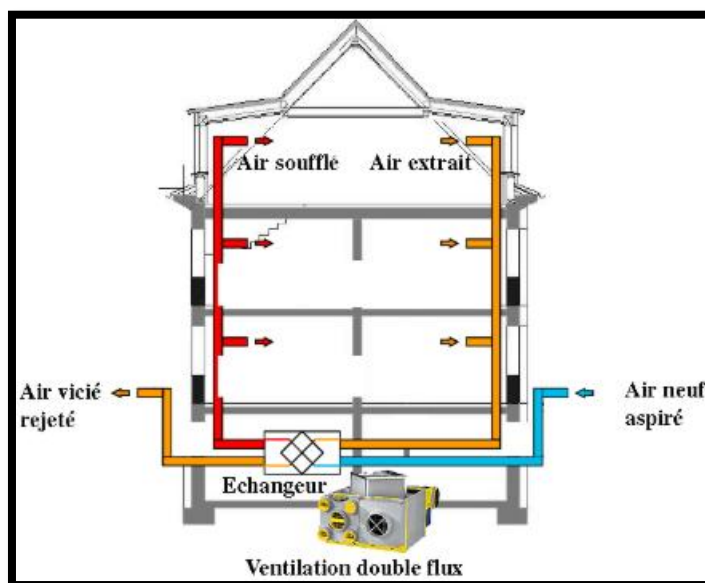 Air soufflé
Air extrait
Air vicié
rejeté
Air neuf
aspiré
Echangeur
Ventilation double flux